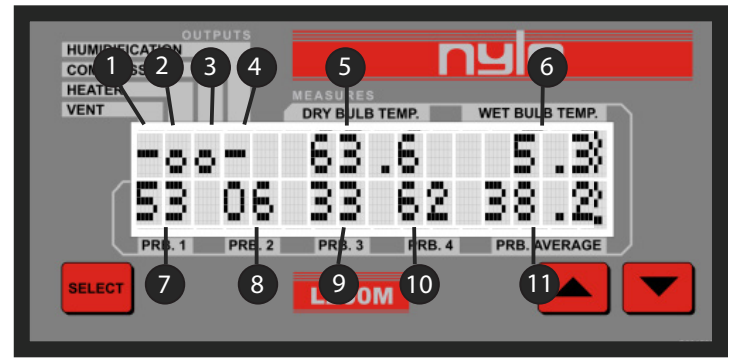 OUTPUTS
HUMIDIFICATION
HEATER
VENT
nyle
MEASURES
DRY BULB TEMP.
WET BULB TEMP.
1 2 3 4 5 6
-oo- 63.6 5.3
53 06 33 62 38.2
PRB. 1 PRB. 2 PRB. 3 PRB. 4 PRB. AVERAGE
7 8 9 10 11
SELECT